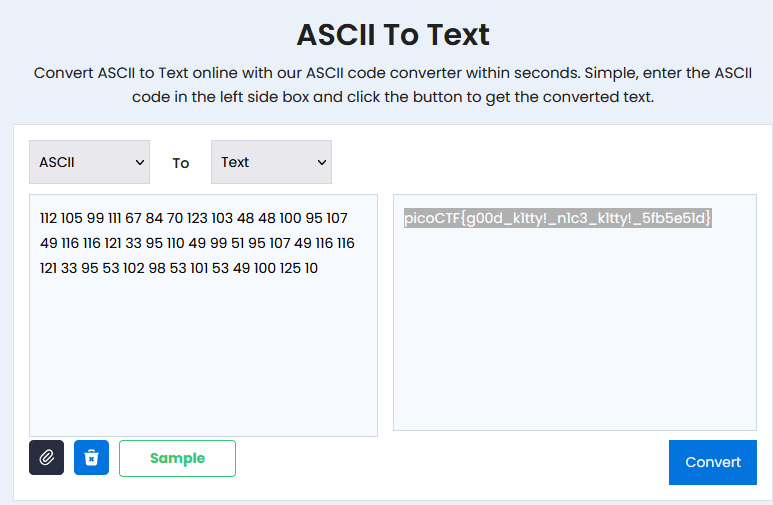 ASCII To Text
Convert ASCII to Text online with our ASCII code converter within seconds. Simple, enter the ASCII
code in the left side box and click the button to get the converted text.
ASCII To Text
112 105 99 111 67 84 70 123 103 48 48 100 95 107
49 116 116 121 33 95 110 49 99 51 95 107 49 116 116
121 33 95 53 102 98 53 101 53 49 100 125 10
picoCTF{g00d_k1tty!_n1c3_k1tty!_5fb5e51d}
Sample
Convert